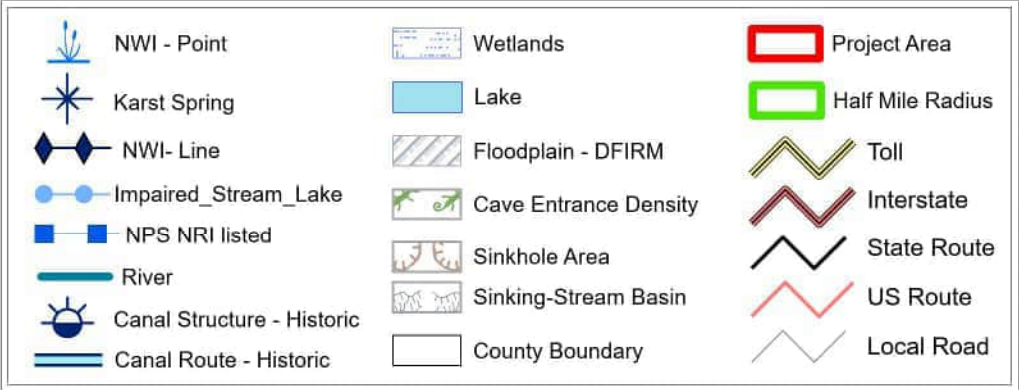 NWI - Point
Karst Spring
NWI- Line
Impaired_Stream_Lake
NPS NRI listed
River
Canal Structure - Historic
Canal Route - Historic
Wetlands
Lake
Floodplain - DFIRM
Cave Entrance Density
Sinkhole Area
Sinking-Stream Basin
County Boundary
Project Area
Half Mile Radius
Toll
Interstate
State Route
US Route
Local Road